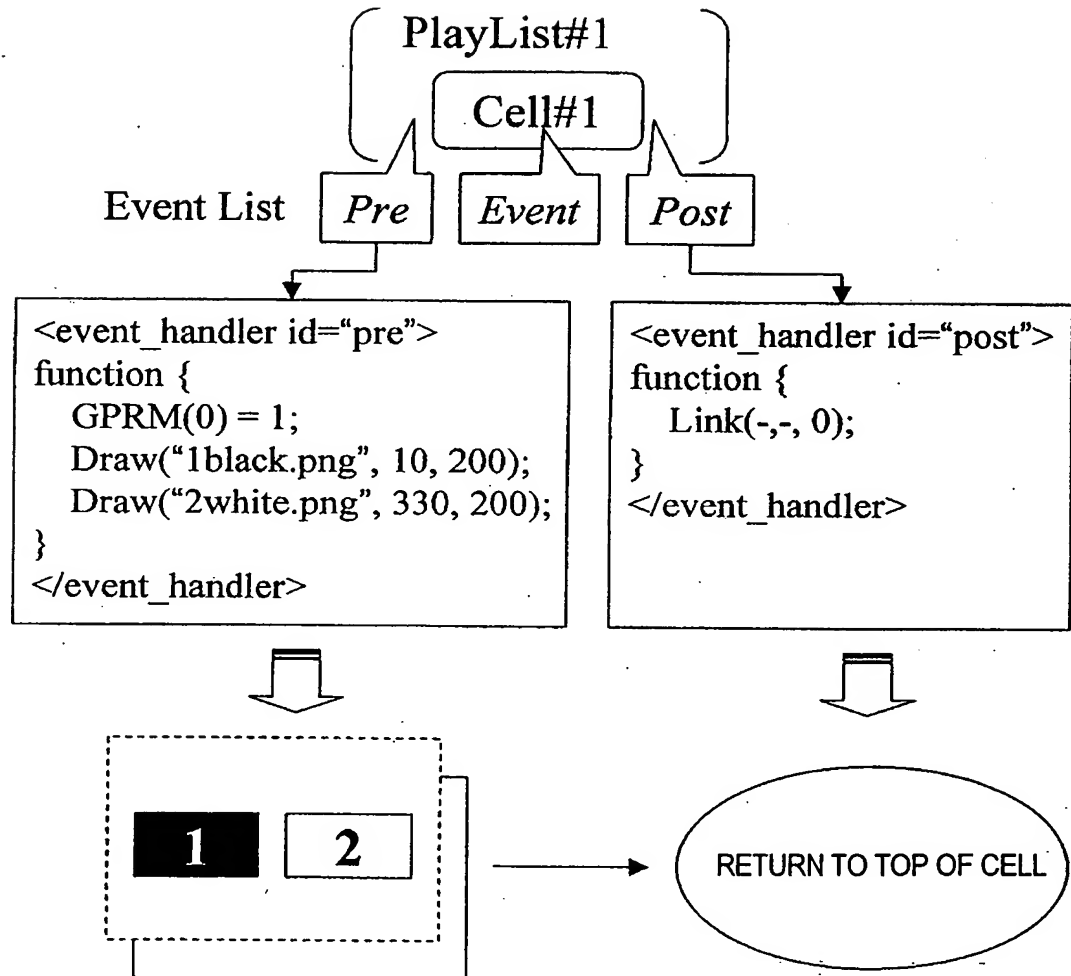 PlayList#1
Cell#1
Event List
Pre
Event
Post
<event_handler id=“pre”>
function {
GPRM(0) = 1;
Draw(“1black.png”, 10, 200);
Draw(“2white.png”, 330, 200);
}
</event_handler>
<event_handler id=“post”>
function {
Link(-,-, 0);
}
</event_handler>
1
2
RETURN TO TOP OF CELL